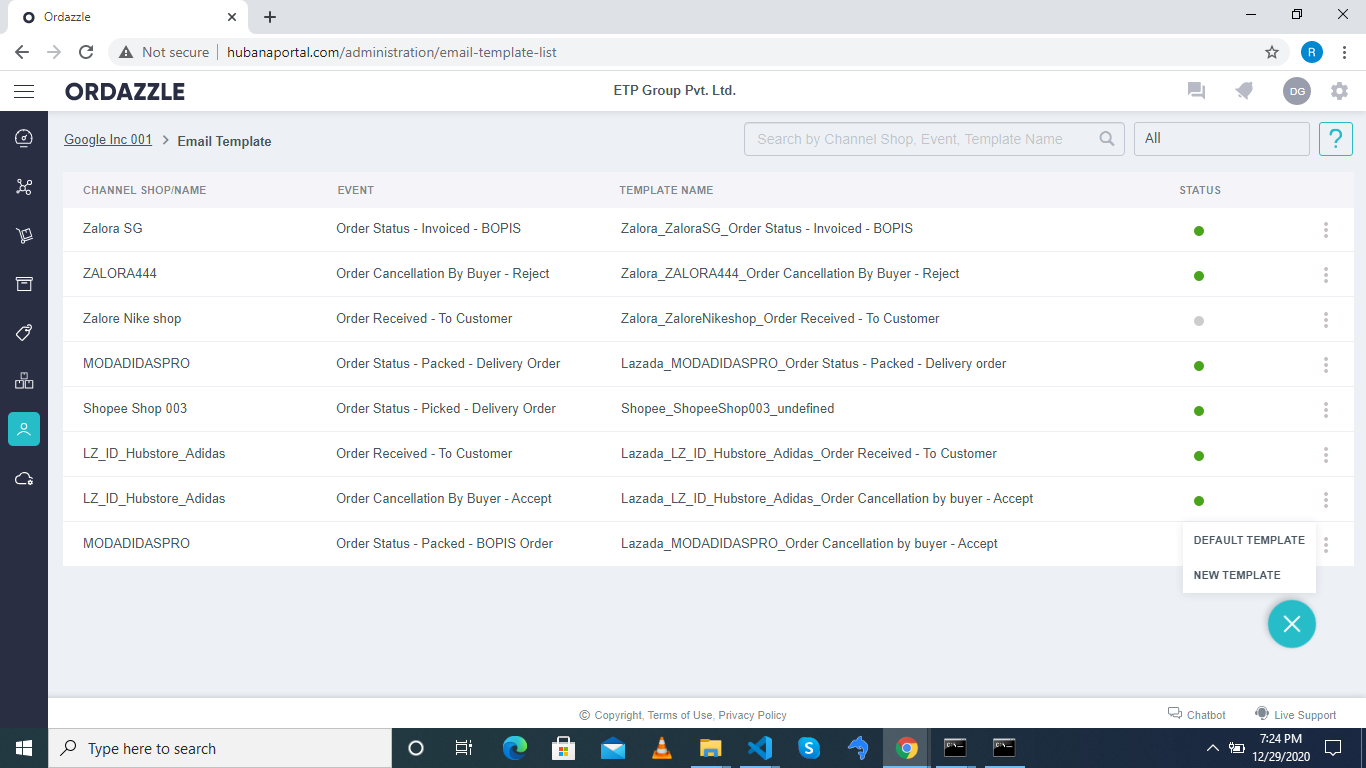 Ordazzle
Not secure
hubanaportal.com/administration/email-template-list
R
ORDAZZLE
ETP Group Pvt. Ltd.
DG
Google Inc 001 > Email Template
Search by Channel Shop, Event, Template Name
All
?
CHANNEL SHOP/NAME EVENT TEMPLATE NAME STATUS
Zalora SG Order Status - Invoiced - BOPIS Zalora_ZaloraSG_Order Status - Invoiced - BOPIS
ZALORA444 Order Cancellation By Buyer - Reject Zalora_ZALORA444_Order Cancellation By Buyer - Reject
Zalore Nike shop Order Received - To Customer Zalora_ZaloreNikeshop_Order Received - To Customer
MODADIDASPRO Order Status - Packed - Delivery Order Lazada_MODADIDASPRO_Order Status - Packed - Delivery order
Shopee Shop 003 Order Status - Picked - Delivery Order Shopee_ShopeeShop003_undefined
LZ_ID_Hubstore_Adidas Order Received - To Customer Lazada_LZ_ID_Hubstore_Adidas_Order Received - To Customer
LZ_ID_Hubstore_Adidas Order Cancellation By Buyer - Accept Lazada_LZ_ID_Hubstore_Adidas_Order Cancellation by buyer - Accept
MODADIDASPRO Order Status - Packed - BOPIS Order Lazada_MODADIDASPRO_Order Cancellation by buyer - Accept
DEFAULT TEMPLATE
NEW TEMPLATE
© Copyright, Terms of Use, Privacy Policy
Chatbot
Live Support
Type here to search
7:24 PM
12/29/2020